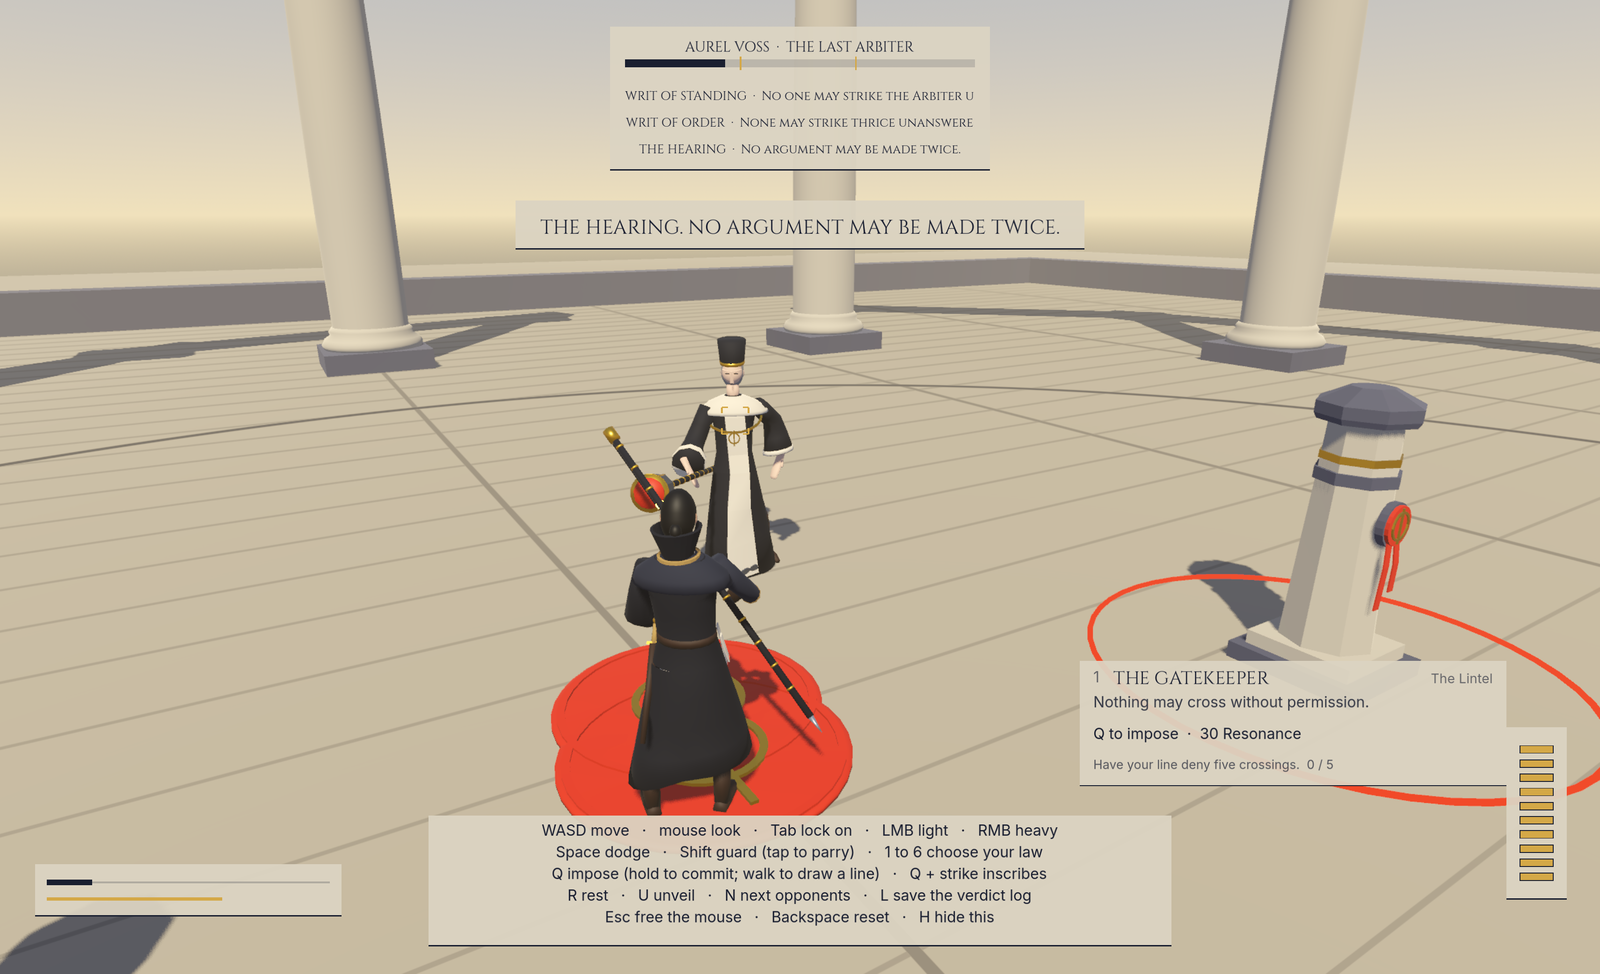 AUREL VOSS · THE LAST ARBITER
WRIT OF STANDING · NO ONE MAY STRIKE THE ARBITER U
WRIT OF ORDER · NONE MAY STRIKE THRICE UNANSWERE
THE HEARING · NO ARGUMENT MAY BE MADE TWICE.
THE HEARING. NO ARGUMENT MAY BE MADE TWICE.
1 THE GATEKEEPER The Lintel
Nothing may cross without permission.
Q to impose · 30 Resonance
Have your line deny five crossings. 0 / 5
WASD move · mouse look · Tab lock on · LMB light · RMB heavy
Space dodge · Shift guard (tap to parry) · 1 to 6 choose your law
Q impose (hold to commit; walk to draw a line) · Q + strike inscribes
R rest · U unveil · N next opponents · L save the verdict log
Esc free the mouse · Backspace reset · H hide this